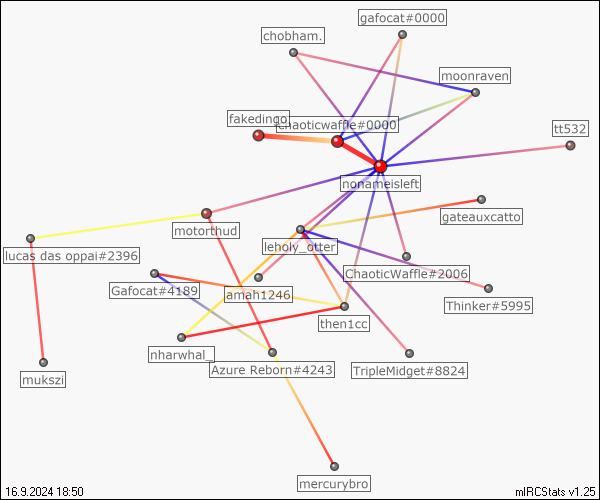 gafocat#0000
chobham.
moonraven
fakedingo
chaoticwaffle#0000
tt532
nonameisleft
gateauxcatto
motorthud
leholy_otter
lucas das oppai#2396
ChaoticWaffle#2006
Gafocat#4189
amah1246
Thinker#5995
then1cc
nharwhal_
Azure Reborn#4243
TripleMidget#8824
mukszi
mercurybro
16.9.2024 18:50
mIRCStats v1.25